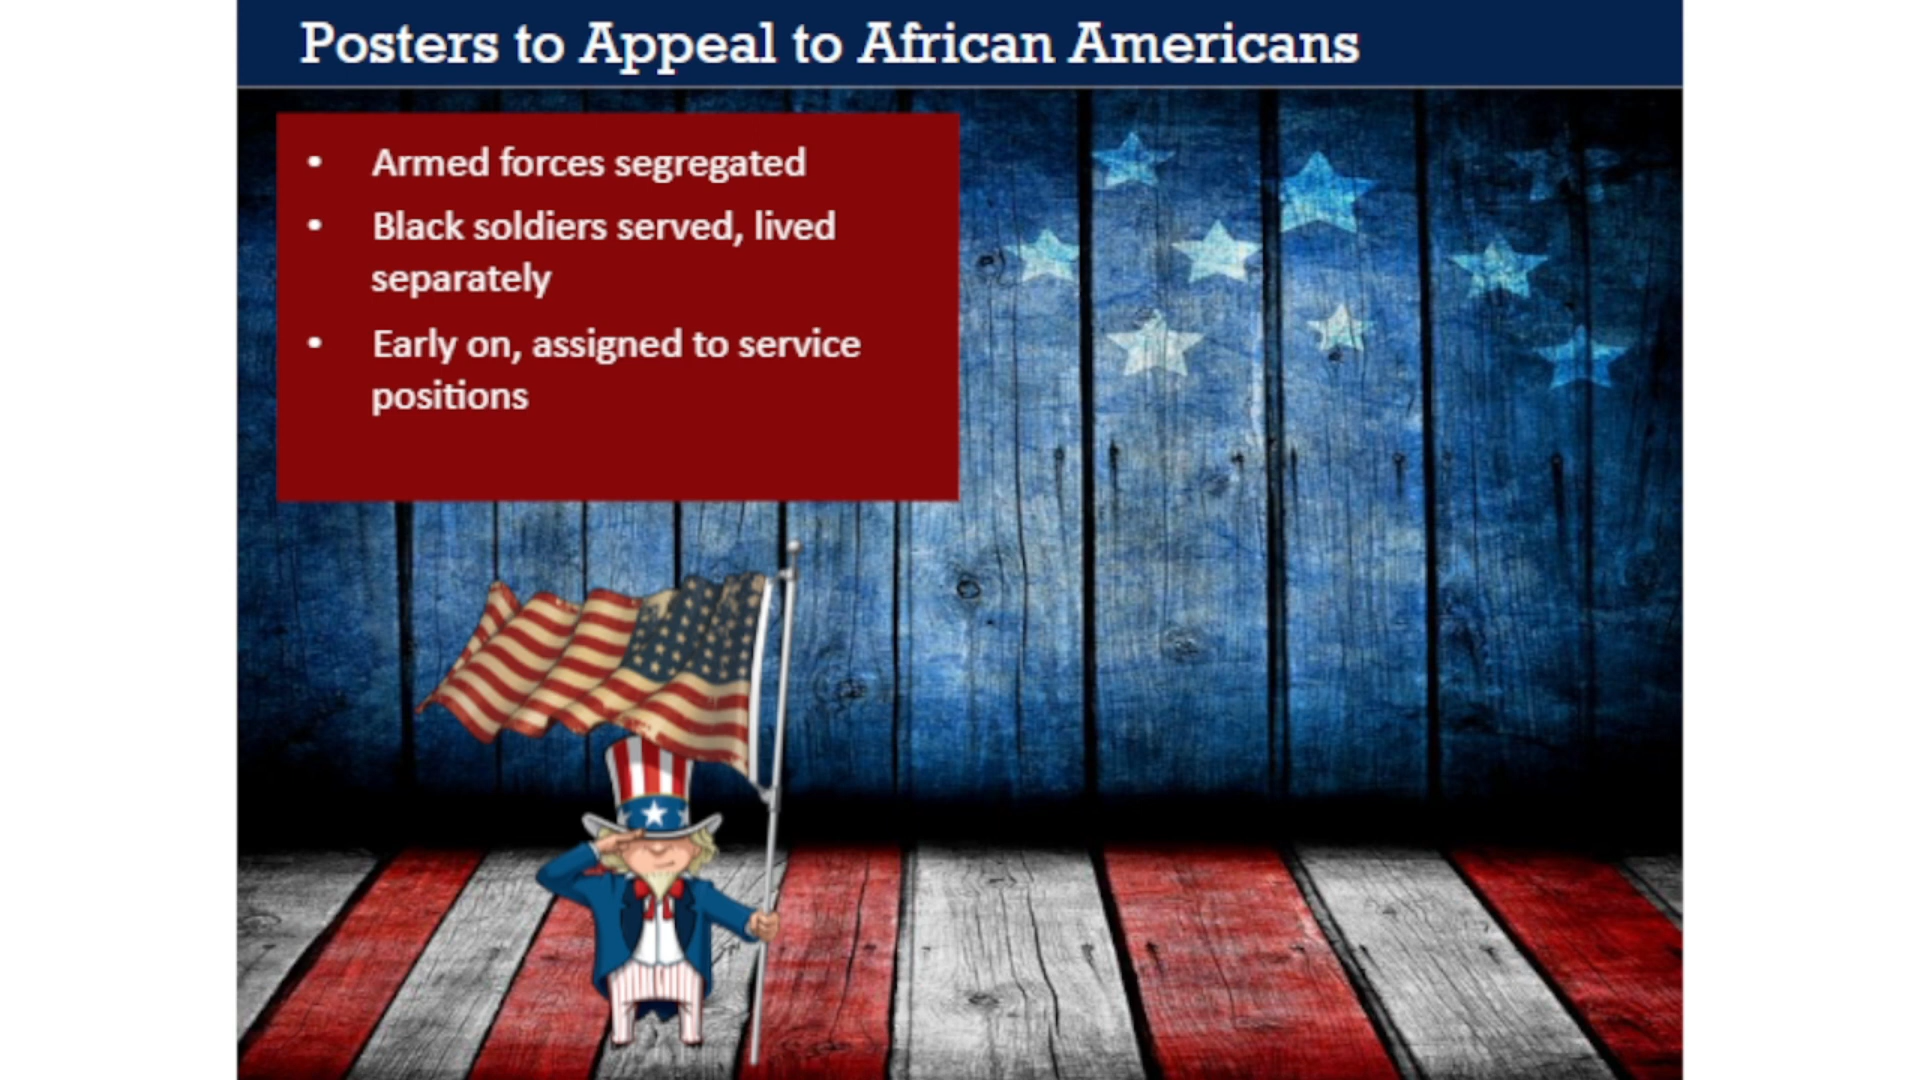 Posters to Appeal to African Americans
• Armed forces segregated
• Black soldiers served, lived
separately
• Early on, assigned to service
positions